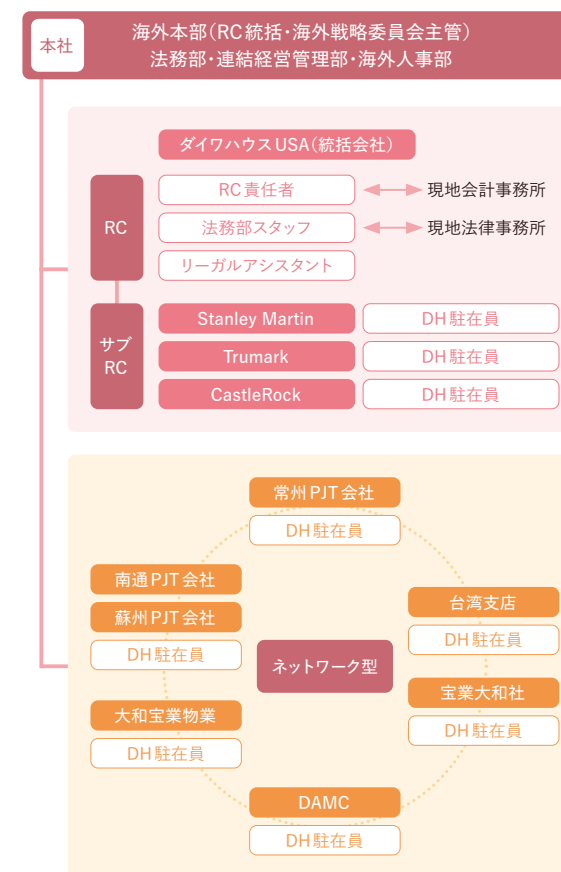 本社
海外本部(RC統括・海外戦略委員会主管)
法務部・連結経営管理部・海外人事部
ダイワハウスUSA(統括会社)
RC
RC責任者
現地会計事務所
法務部スタッフ
現地法律事務所
リーガルアシスタント
サブ
RC
Stanley Martin
DH駐在員
Trumark
DH駐在員
CastleRock
DH駐在員
常州PJT会社
DH駐在員
南通PJT会社
蘇州PJT会社
DH駐在員
台湾支店
DH駐在員
ネットワーク型
大和宝業物業
DH駐在員
宝業大和社
DH駐在員
DAMC
DH駐在員